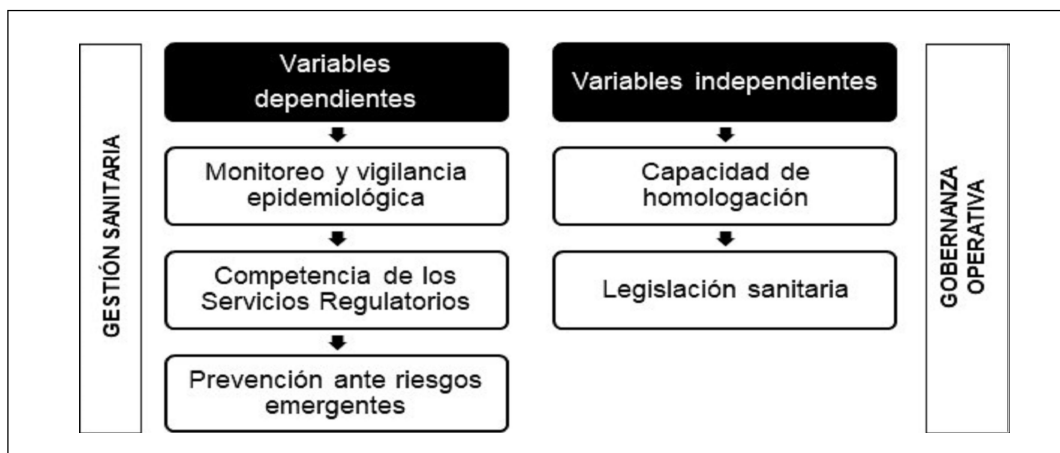 GESTIÓN SANITARIA
Variables
dependientes
Monitoreo y vigilancia
epidemiológica
Competencia de los
Servicios Regulatorios
Prevención ante riesgos
emergentes
Variables independientes
Capacidad de
homologación
Legislación sanitaria
GOBERNANZA
OPERATIVA